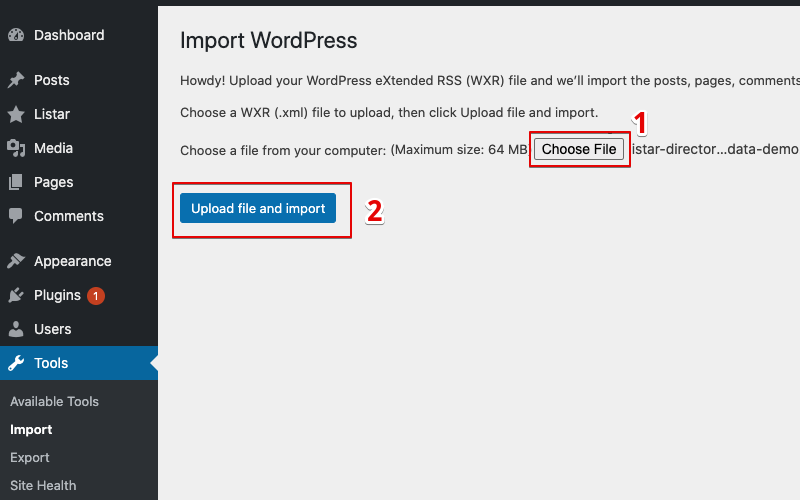 Dashboard
Posts
Listar
Media
Pages
Comments
Appearance
Plugins 1
Users
Tools
Available Tools
Import
Export
Site Health
Import WordPress
Howdy! Upload your WordPress eXtended RSS (WXR) file and we’ll import the posts, pages, comments
Choose a WXR (.xml) file to upload, then click Upload file and import.
1
Choose a file from your computer: (Maximum size: 64 MB Choose File istar-director...data-demo
Upload file and import
2